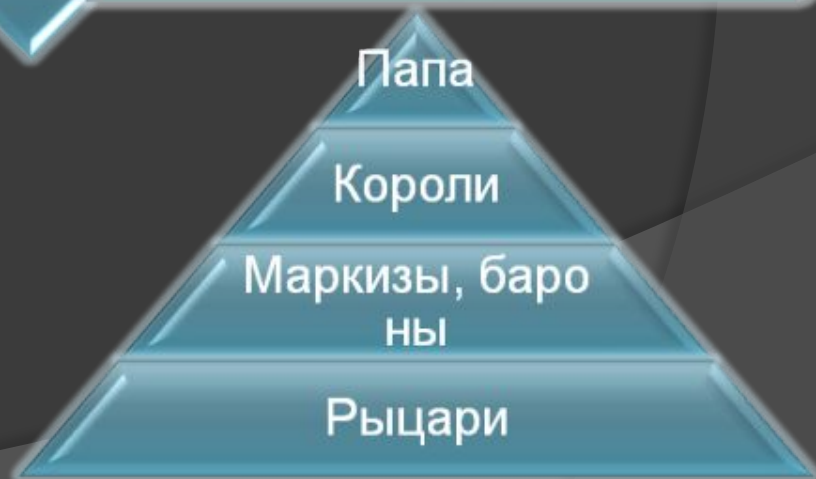 Папа
Короли
Маркизы, баро
ны
Рыцари